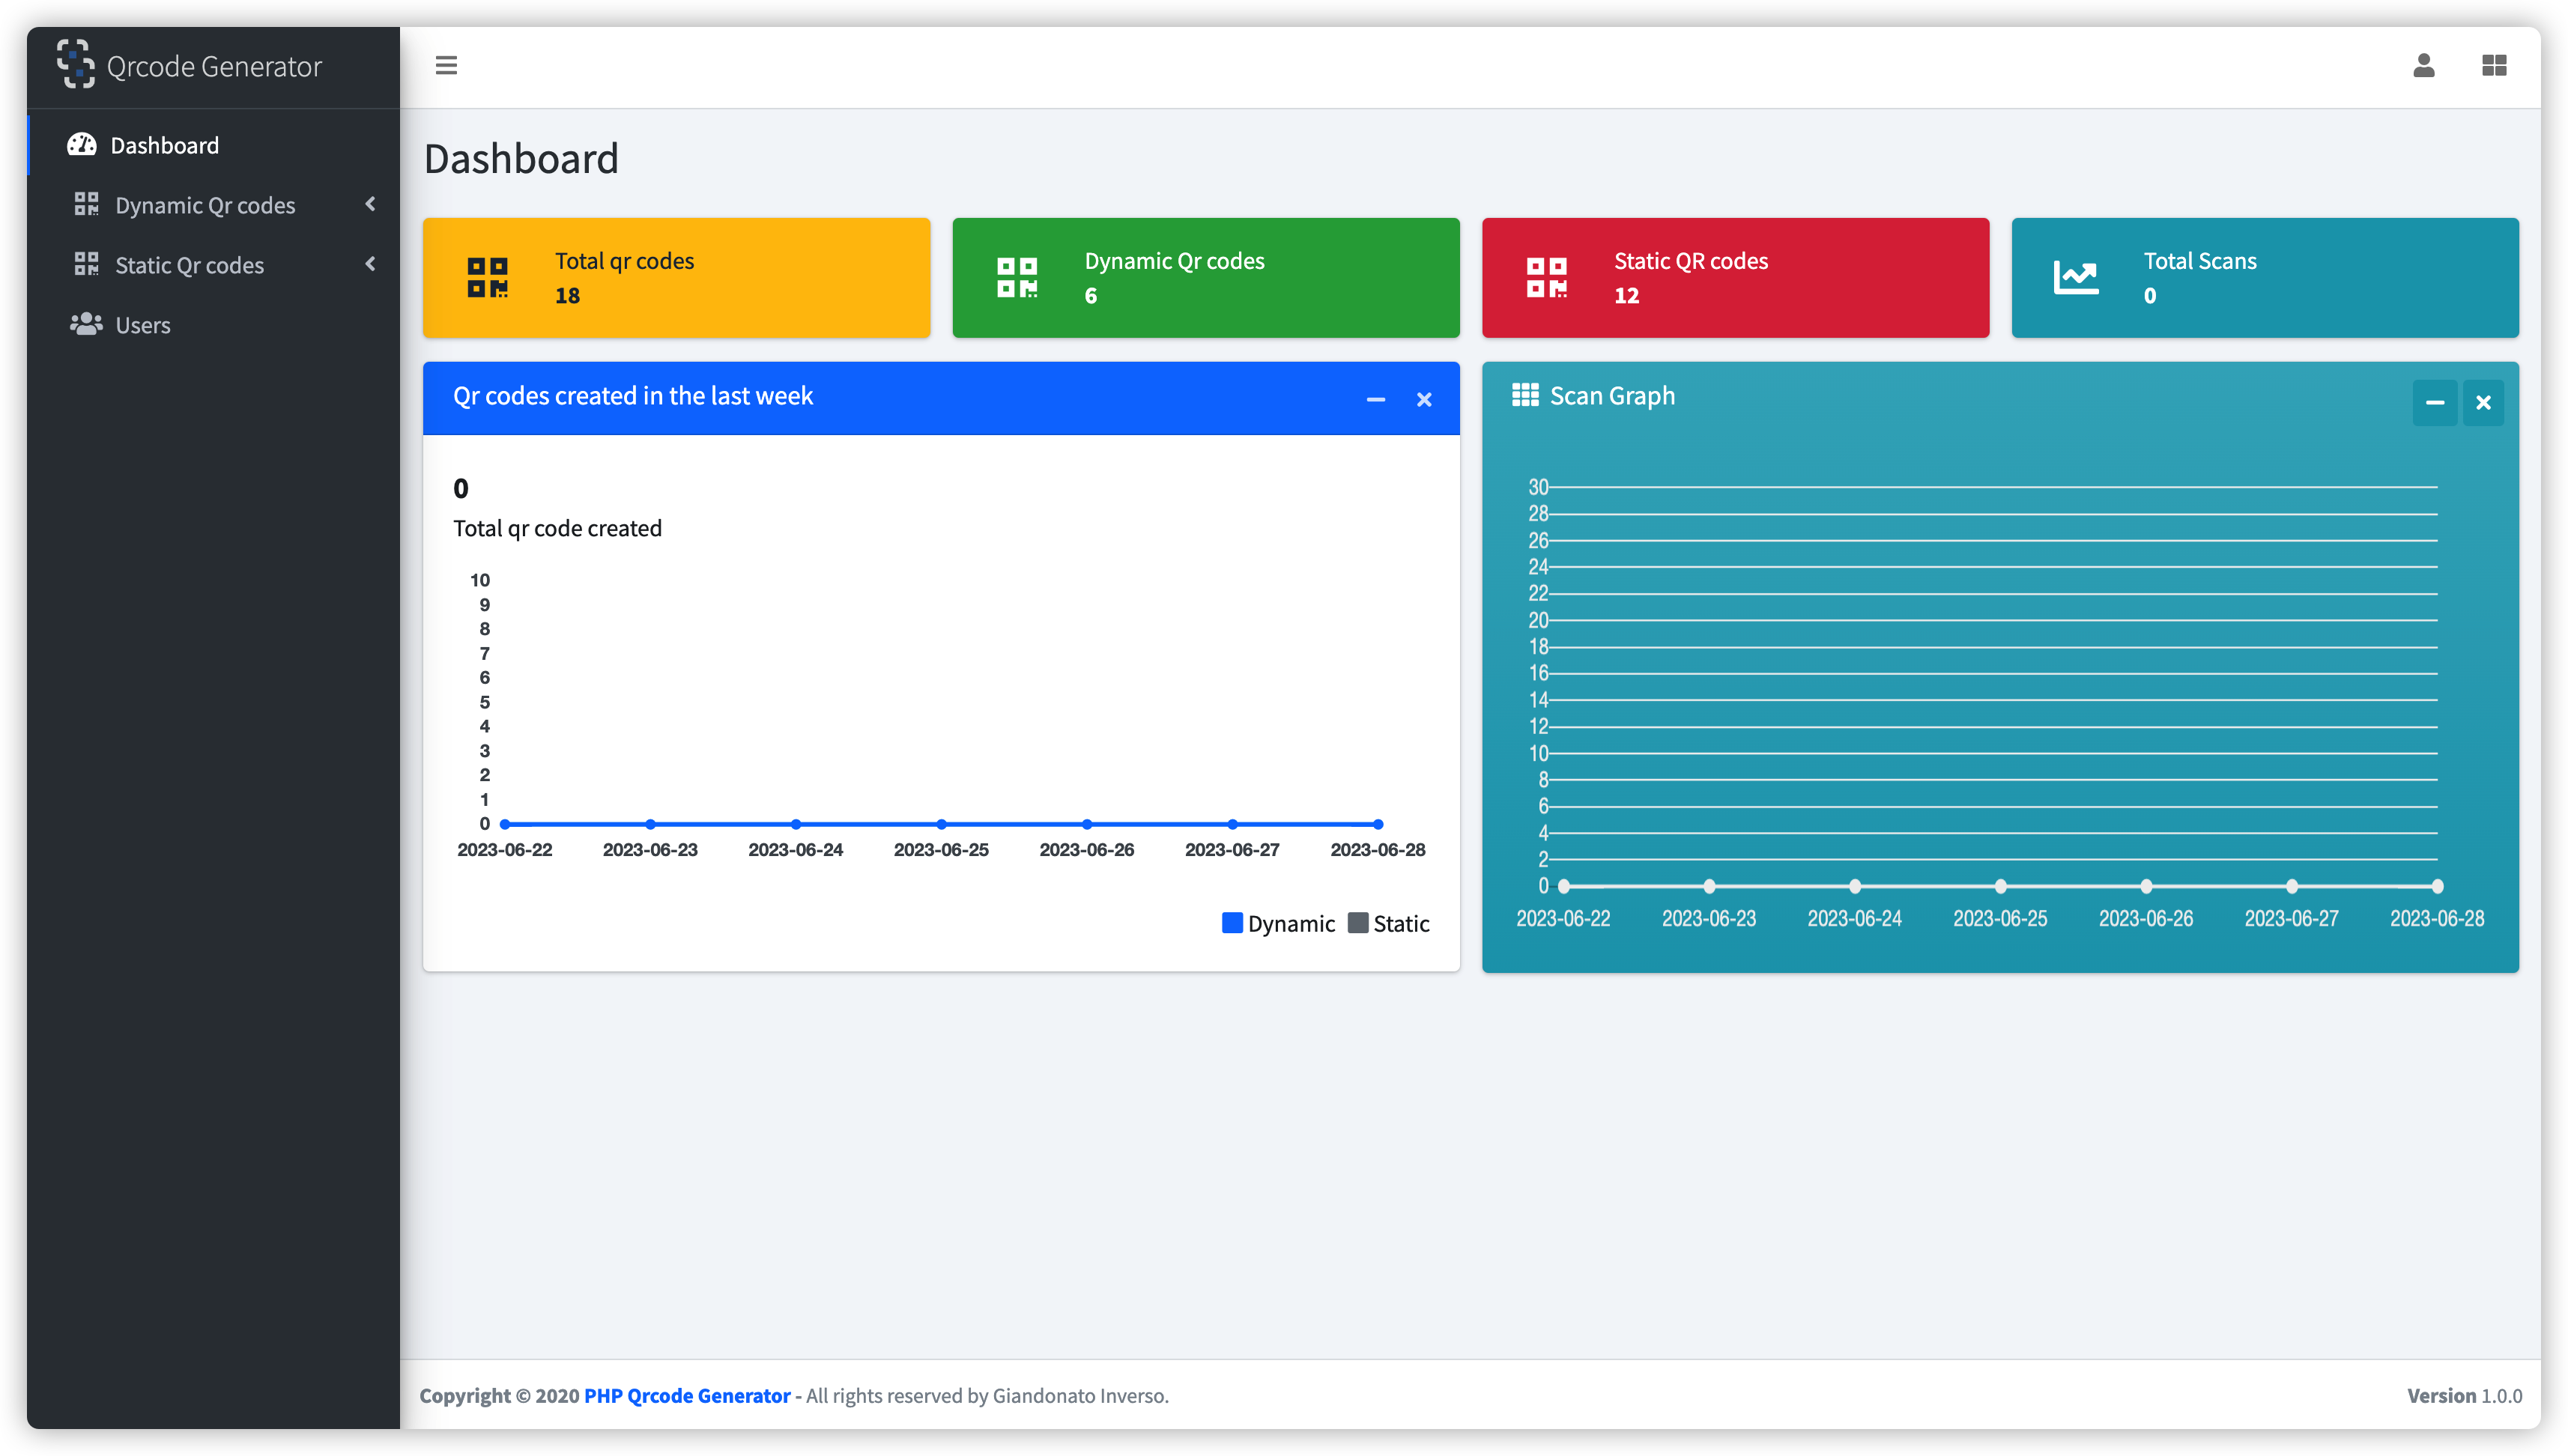 Qrcode Generator
Dashboard
Dynamic Qr codes
Static Qr codes
Users
Dashboard
Total qr codes
18
Dynamic Qr codes
6
Static QR codes
12
Total Scans
0
Qr codes created in the last week
0
Total qr code created
10
9
8
7
6
5
4
3
2
1
0
2023-06-22 2023-06-23 2023-06-24 2023-06-25 2023-06-26 2023-06-27 2023-06-28
Dynamic Static
Scan Graph
30
28
26
24
22
20
18
16
14
12
10
8
6
4
2
0
2023-06-22 2023-06-23 2023-06-24 2023-06-25 2023-06-26 2023-06-27 2023-06-28
Copyright © 2020 PHP Qrcode Generator - All rights reserved by Giandonato Inverso.
Version 1.0.0